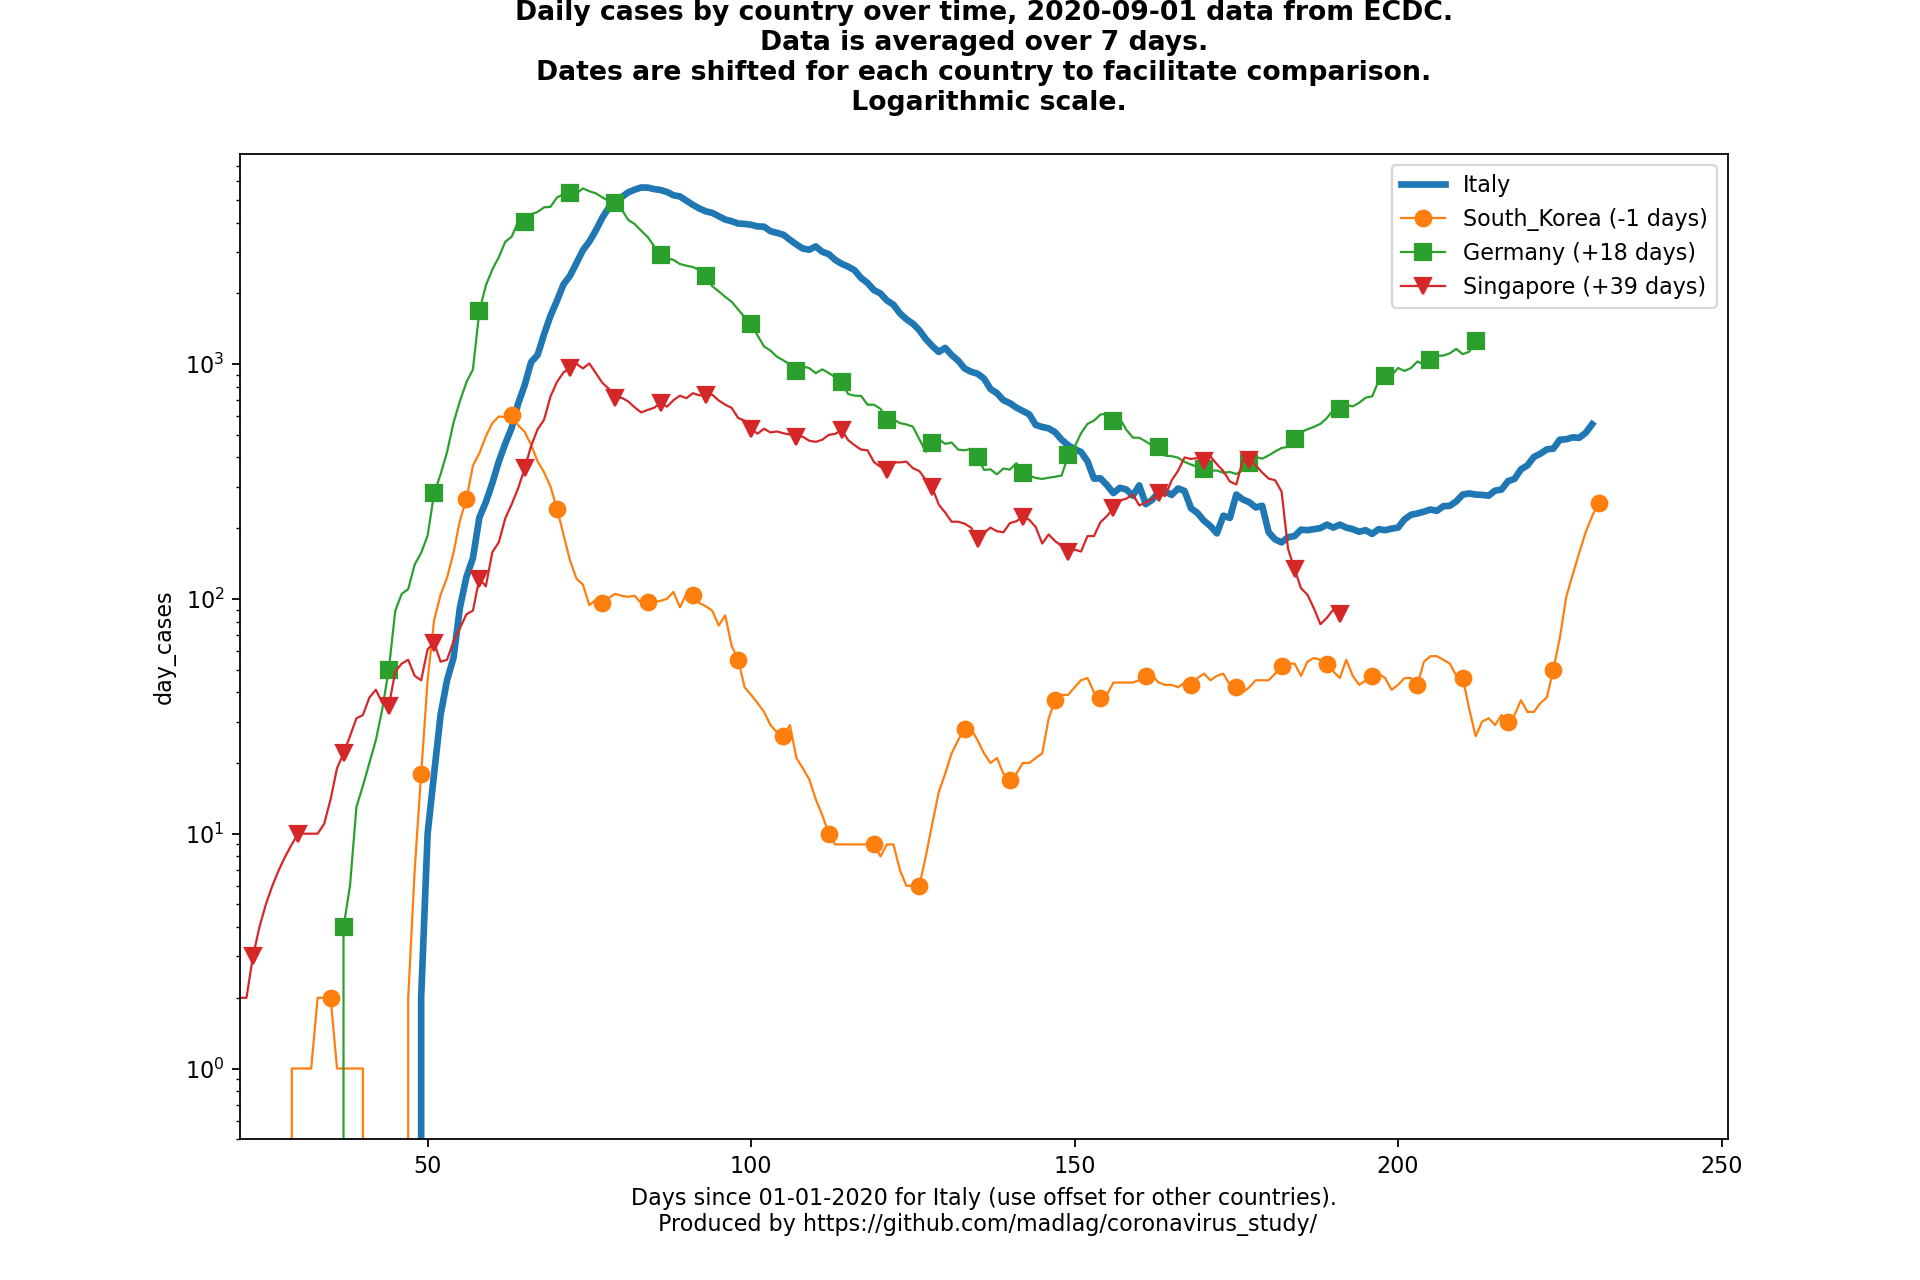 Daily cases by country over time, 2020-09-01 data from ECDC.
Data is averaged over 7 days.
Dates are shifted for each country to facilitate comparison.
Logarithmic scale.
Italy
South_Korea (-1 days)
Germany (+18 days)
Singapore (+39 days)
day_cases
10³
10²
10¹
10⁰
50
100
150
200
250
Days since 01-01-2020 for Italy (use offset for other countries).
Produced by https://github.com/madlag/coronavirus_study/